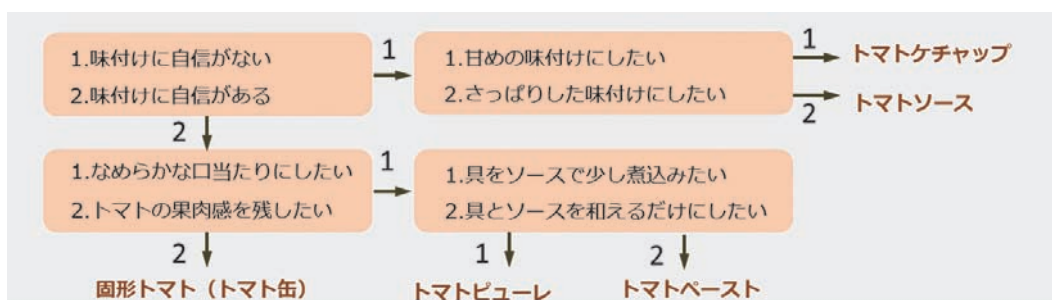 1.味付けに自信がない
2.味付けに自信がある
1
1.甘めの味付けにしたい
2.さっぱりした味付けにしたい
1
トマトケチャップ
2
トマトソース
2
1.なめらかな口当たりにしたい
2.トマトの果肉感を残したい
1
1.具をソースで少し煮込みたい
2.具とソースを和えるだけにしたい
2
固形トマト（トマト缶）
1
トマトピューレ
2
トマトペースト